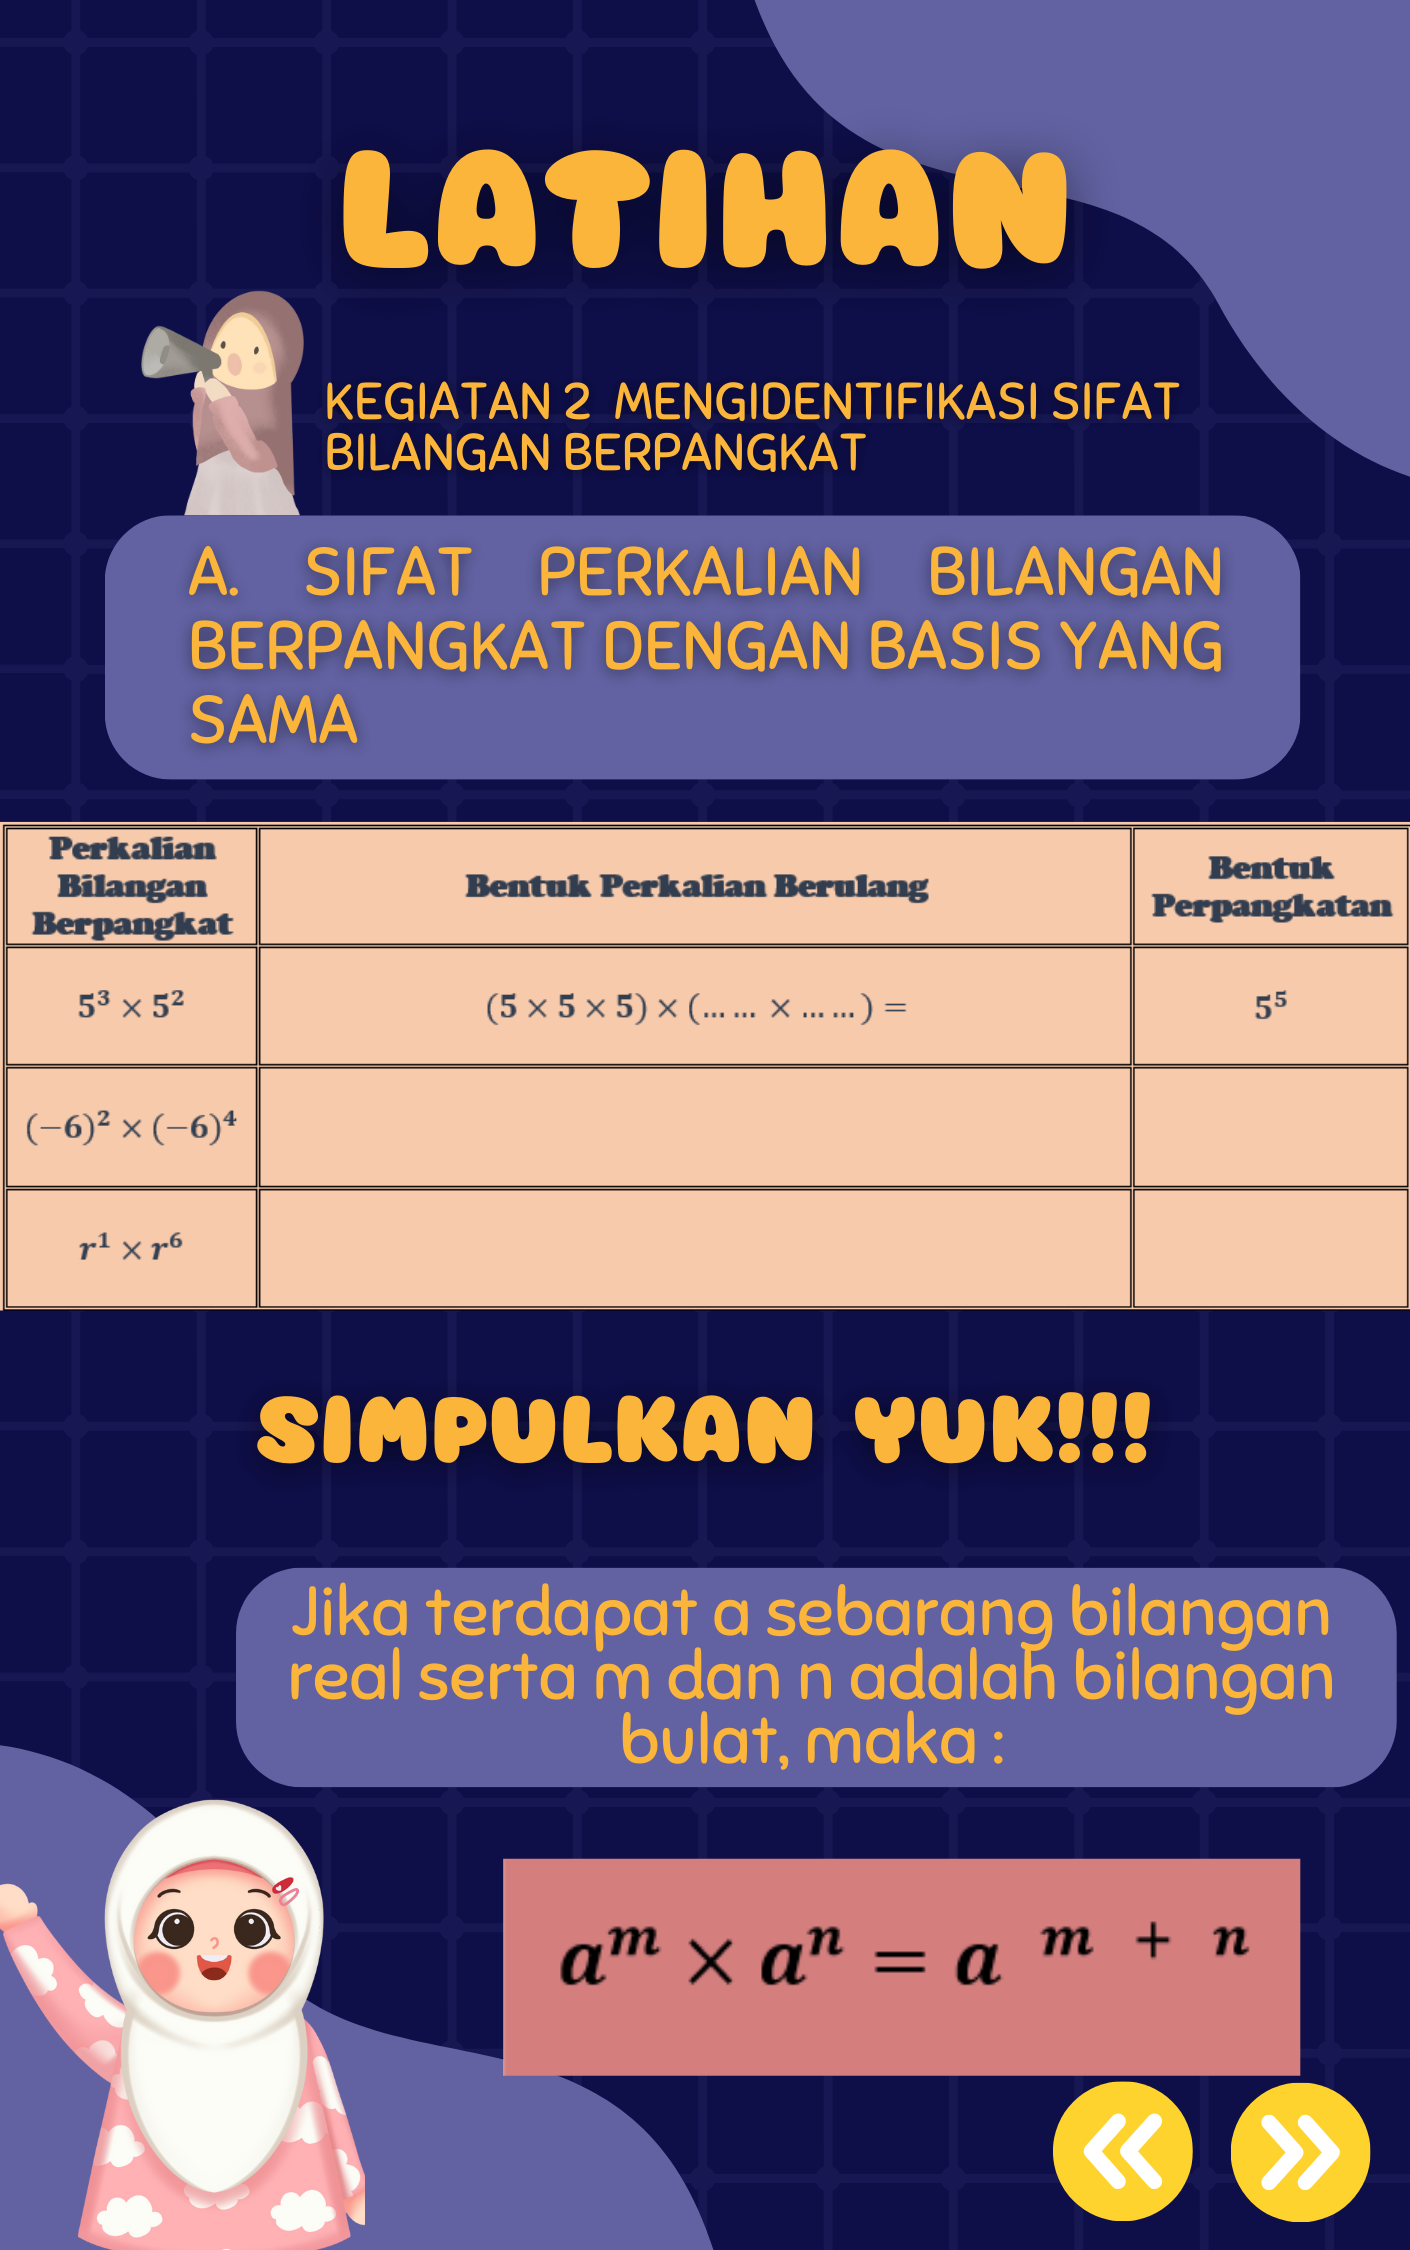 LATIHAN
KEGIATAN 2 MENGIDENTIFIKASI SIFAT
BILANGAN BERPANGKAT
A. SIFAT PERKALIAN BILANGAN
BERPANGKAT DENGAN BASIS YANG
SAMA
Perkalian
Bilangan
Berpangkat
Bentuk Perkalian Berulang
Bentuk
Perpangkatan
5³ × 5²
(5 × 5 × 5) × (... ... × ... ...) =
5⁵
(−6)² × (−6)⁴
r¹ × r⁶
SIMPULKAN YUK!!!
Jika terdapat a sebarang bilangan
real serta m dan n adalah bilangan
bulat, maka :
aᵐ × aⁿ = a ᵐ ⁺ ⁿ